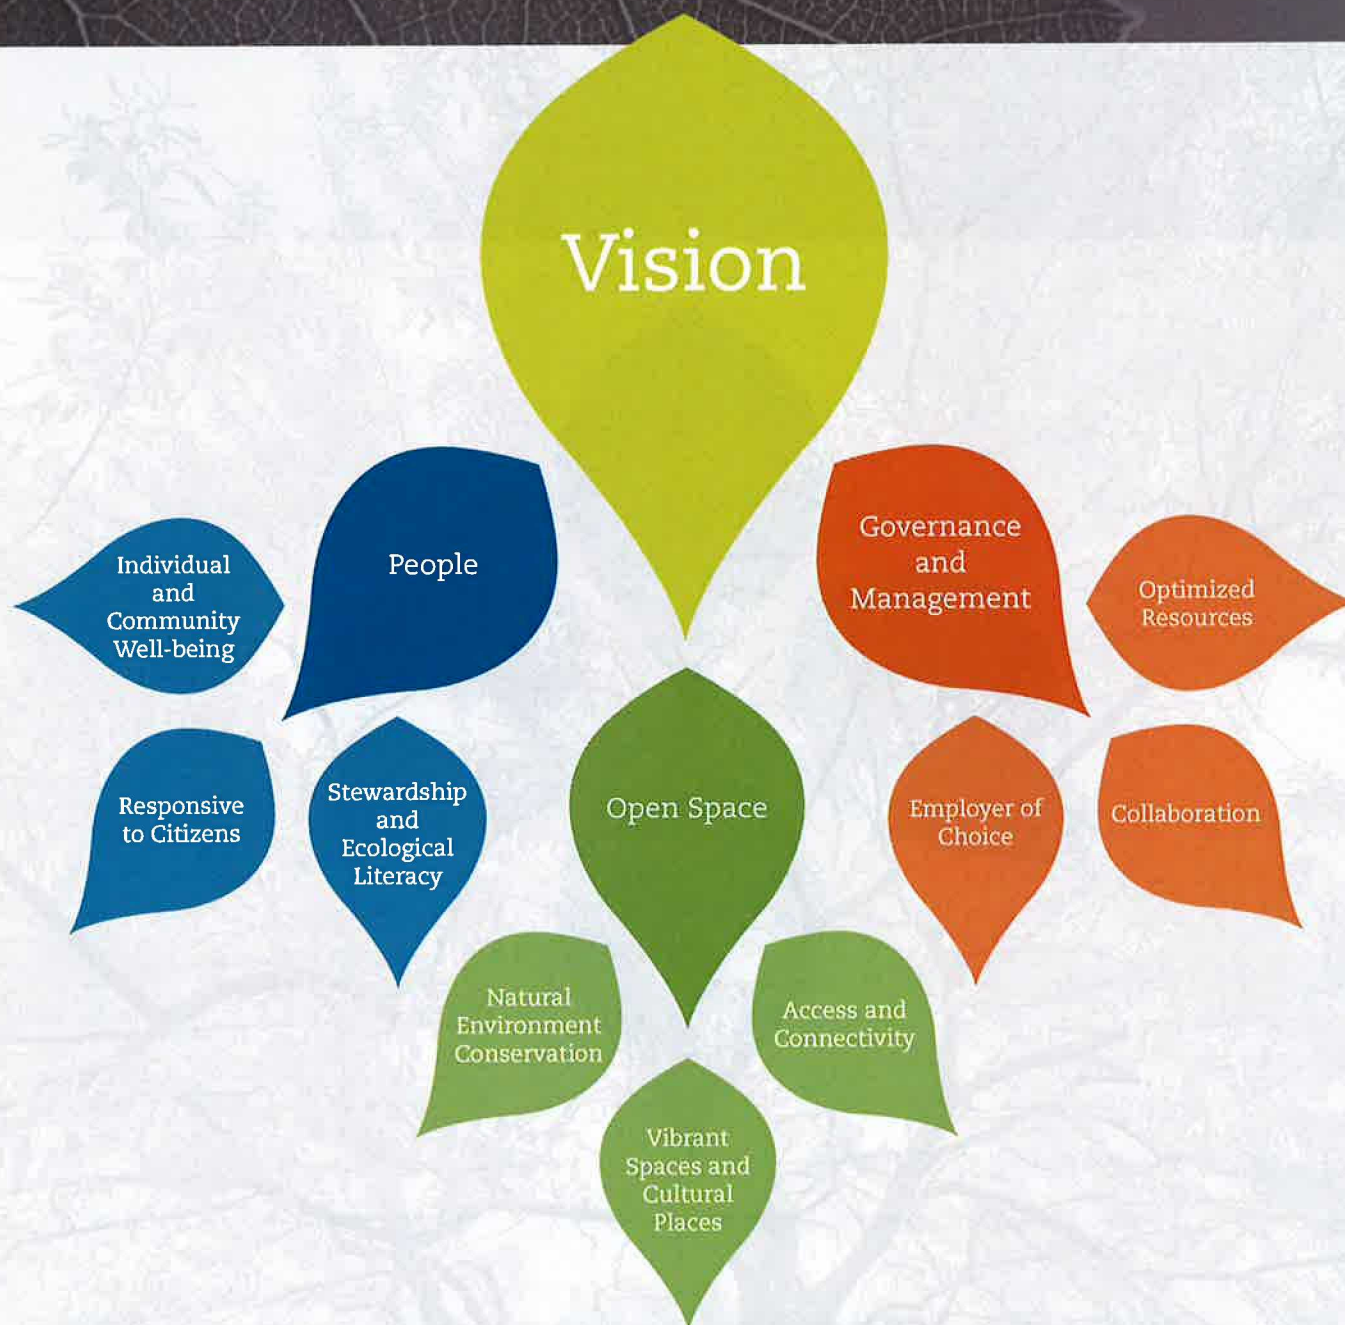 Vision
People
Individual
and
Community
Well-being
Responsive
to Citizens
Stewardship
and
Ecological
Literacy
Open Space
Natural
Environment
Conservation
Vibrant
Spaces and
Cultural
Places
Access and
Connectivity
Governance
and
Management
Employer of
Choice
Collaboration
Optimized
Resources